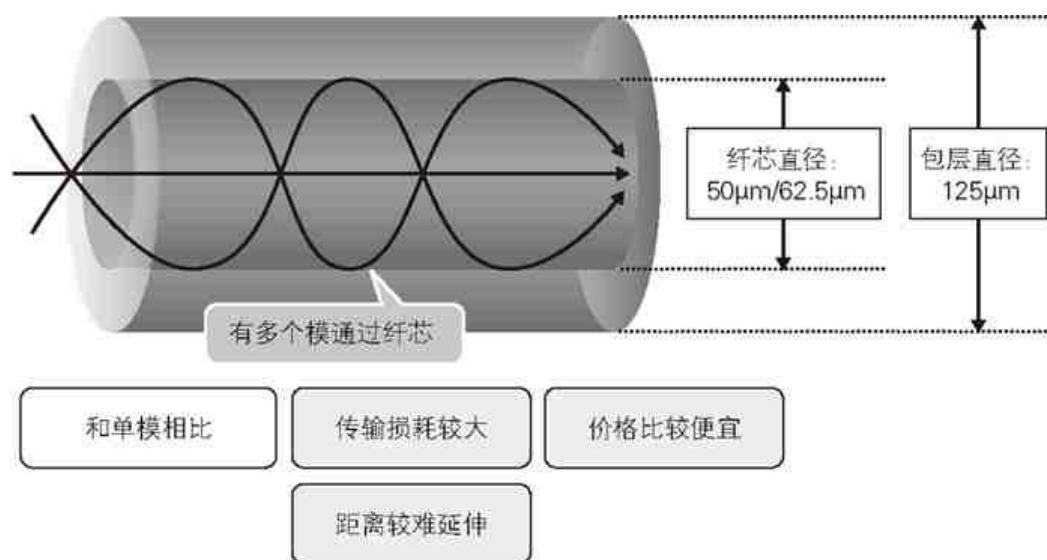 纤芯直径：
50μm/62.5μm
包层直径：
125μm
有多个模通过纤芯
和单模相比
传输损耗较大
价格比较便宜
距离较难延伸